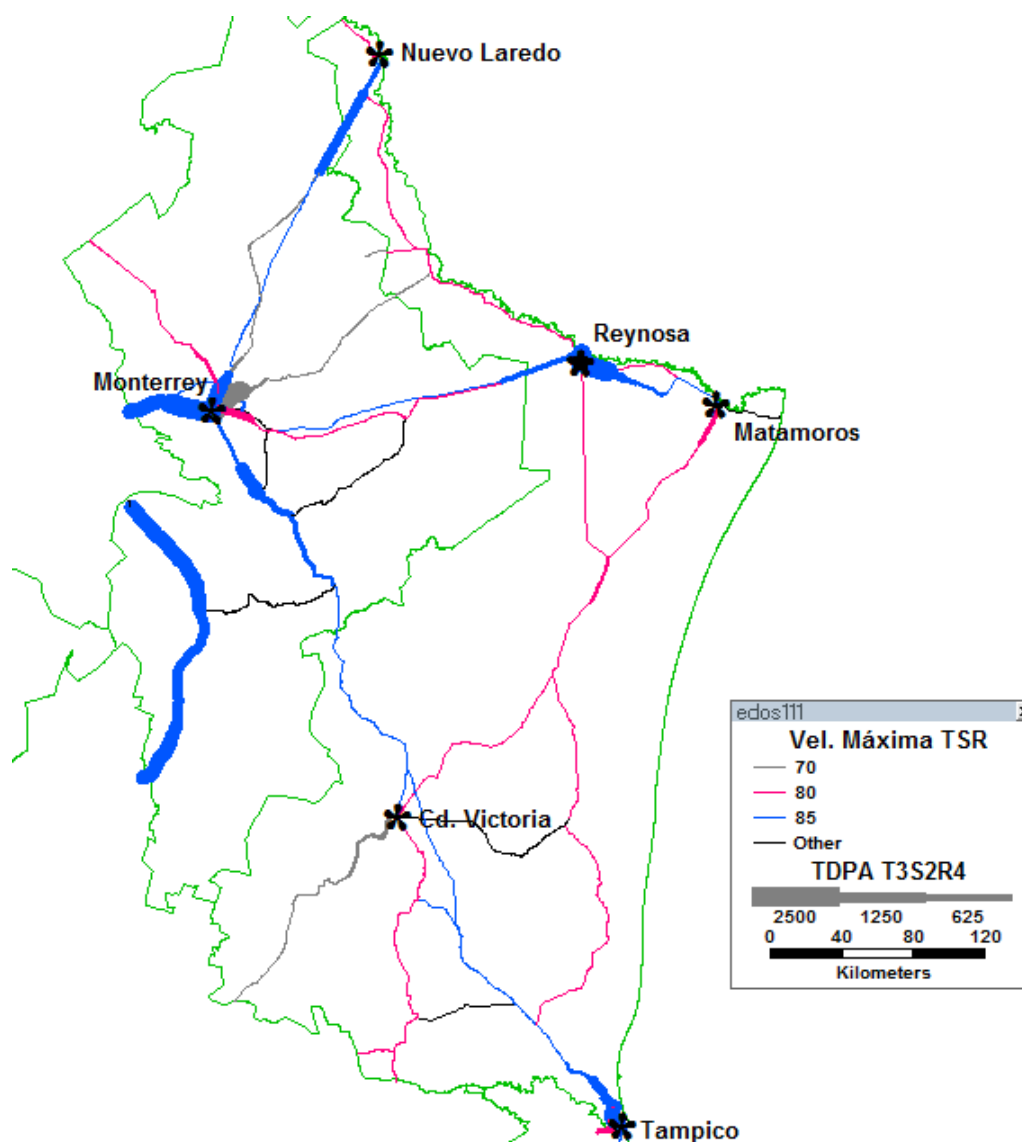 Nuevo Laredo
Reynosa
Monterrey
Matamoros
edos111
Vel. Máxima TSR
70
80
85
Other
Cd. Victoria
TDPA T3S2R4
2500 1250 625
0 40 80 120
Kilometers
Tampico